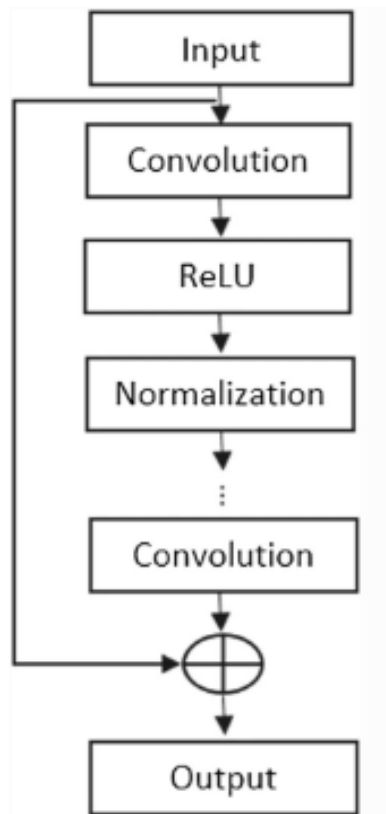 Input
Convolution
ReLU
Normalization
⋮
Convolution
Output